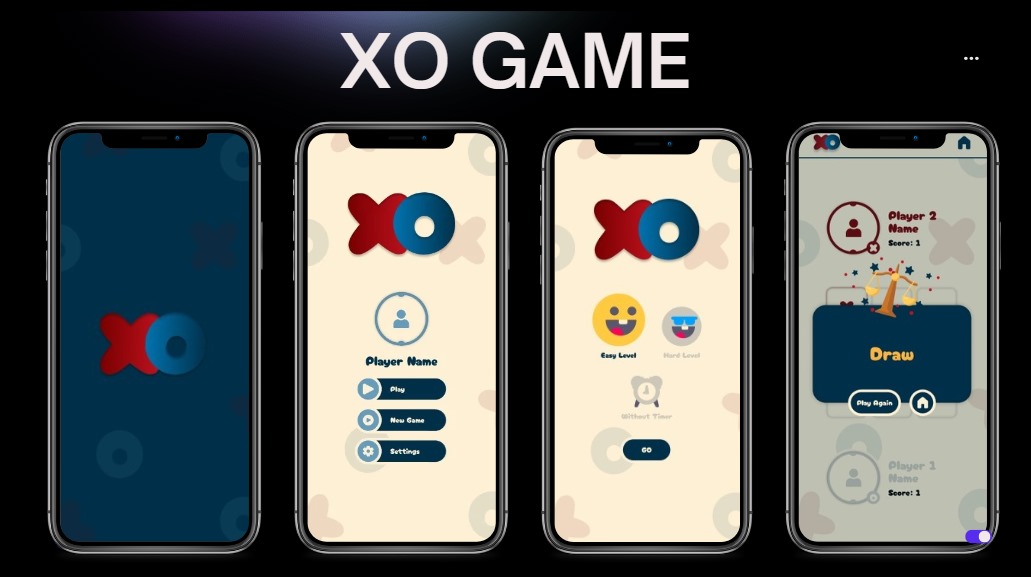 XO GAME
XO
XO
Player Name
Play
New Game
Settings
XO
Easy Level
Hard Level
Without Timer
GO
XO
Player 2
Name
Score: 1
Draw
Play Again
Player 1
Name
Score: 1